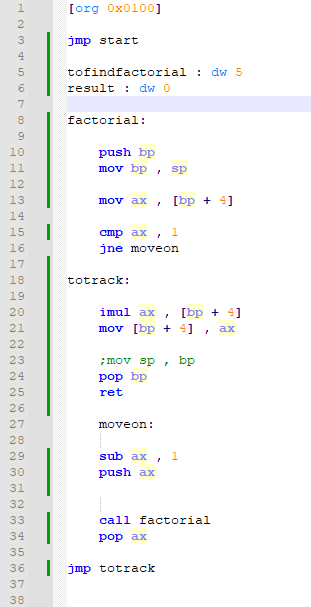 1 [org 0x0100]
2
3 jmp start
4
5 tofindfactorial : dw 5
6 result : dw 0
7
8 factorial:
9
10 push bp
11 mov bp , sp
12
13 mov ax , [bp + 4]
14
15 cmp ax , 1
16 jne moveon
17
18 totrack:
19
20 imul ax , [bp + 4]
21 mov [bp + 4] , ax
22
23 ;mov sp , bp
24 pop bp
25 ret
26
27 moveon:
28
29 sub ax , 1
30 push ax
31
32
33 call factorial
34 pop ax
35
36 jmp totrack
37
38